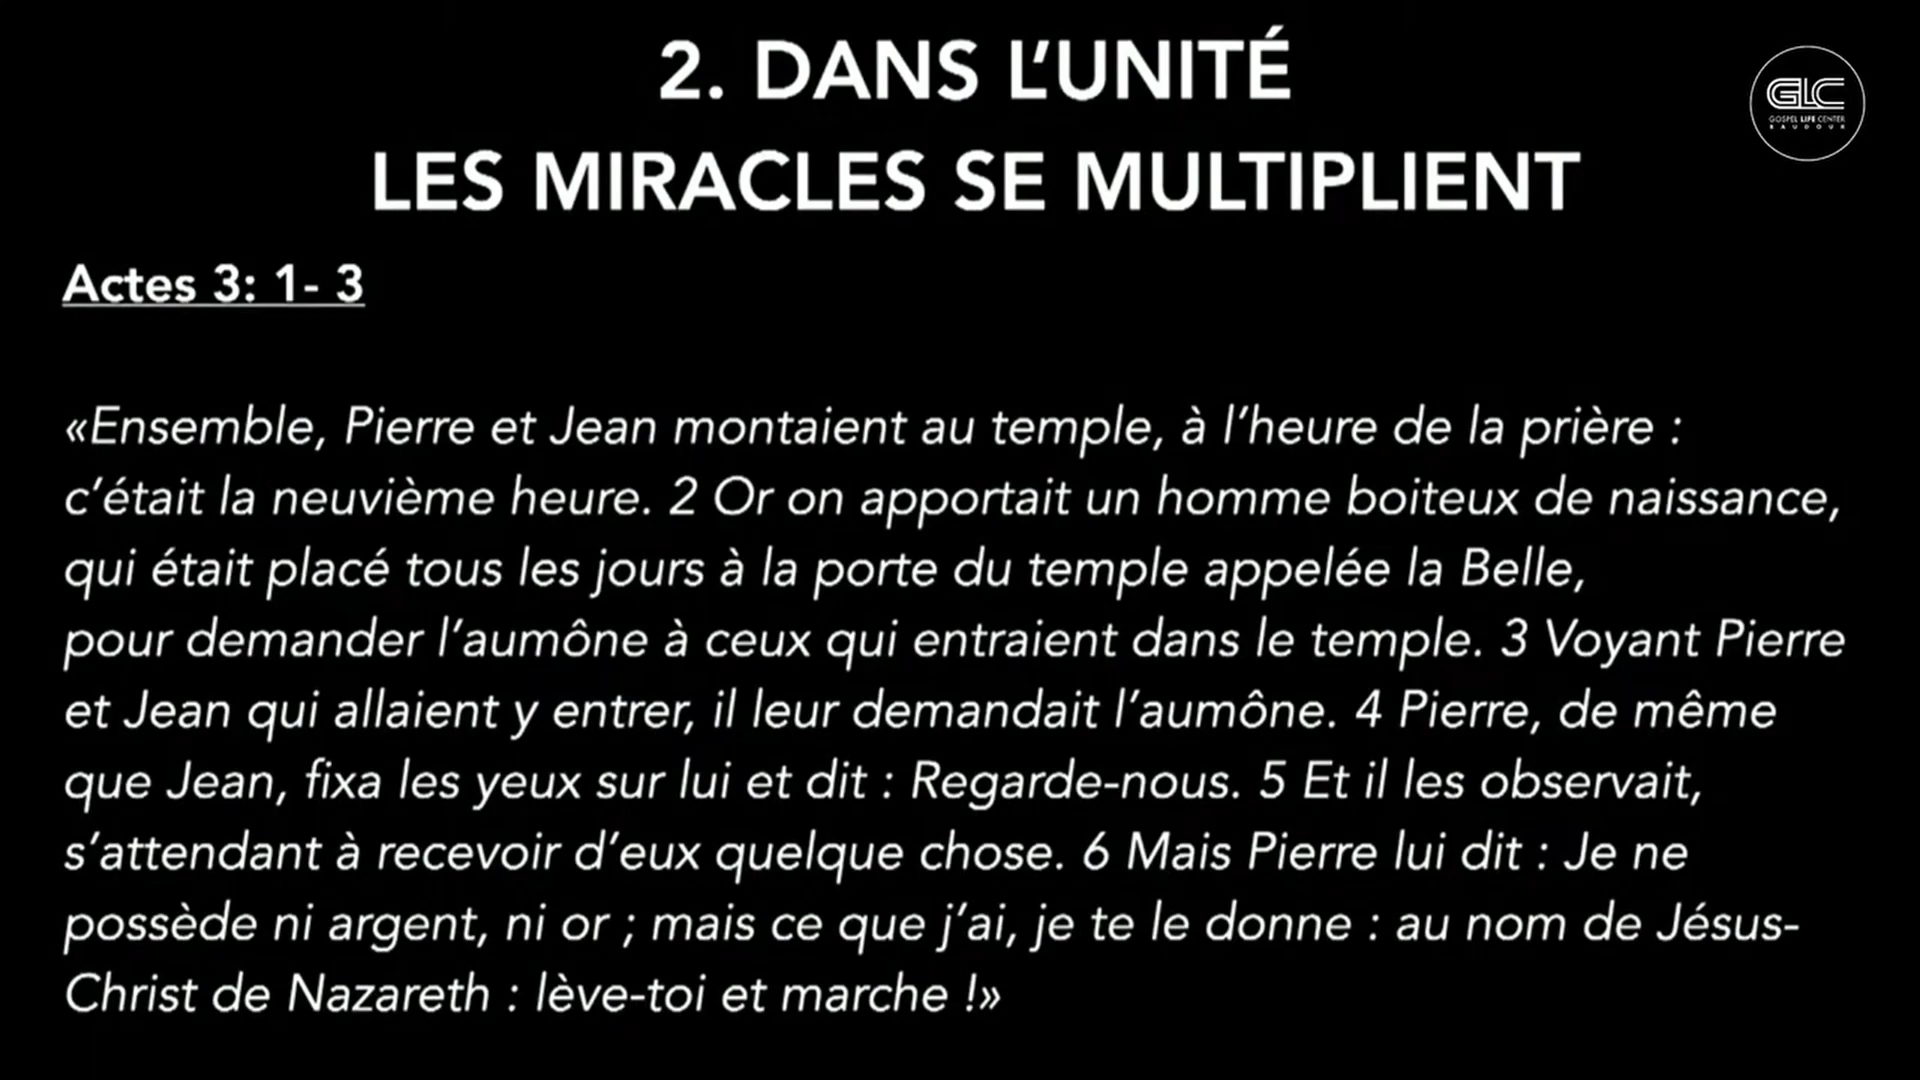 2. DANS L’UNITÉ
LES MIRACLES SE MULTIPLIENT
GLC
GOSPEL LIFE CENTER
BAUDOUR
Actes 3: 1- 3
«Ensemble, Pierre et Jean montaient au temple, à l’heure de la prière :
c’était la neuvième heure. 2 Or on apportait un homme boiteux de naissance,
qui était placé tous les jours à la porte du temple appelée la Belle,
pour demander l’aumône à ceux qui entraient dans le temple. 3 Voyant Pierre
et Jean qui allaient y entrer, il leur demandait l’aumône. 4 Pierre, de même
que Jean, fixa les yeux sur lui et dit : Regarde-nous. 5 Et il les observait,
s’attendant à recevoir d’eux quelque chose. 6 Mais Pierre lui dit : Je ne
possède ni argent, ni or ; mais ce que j’ai, je te le donne : au nom de Jésus-
Christ de Nazareth : lève-toi et marche !»